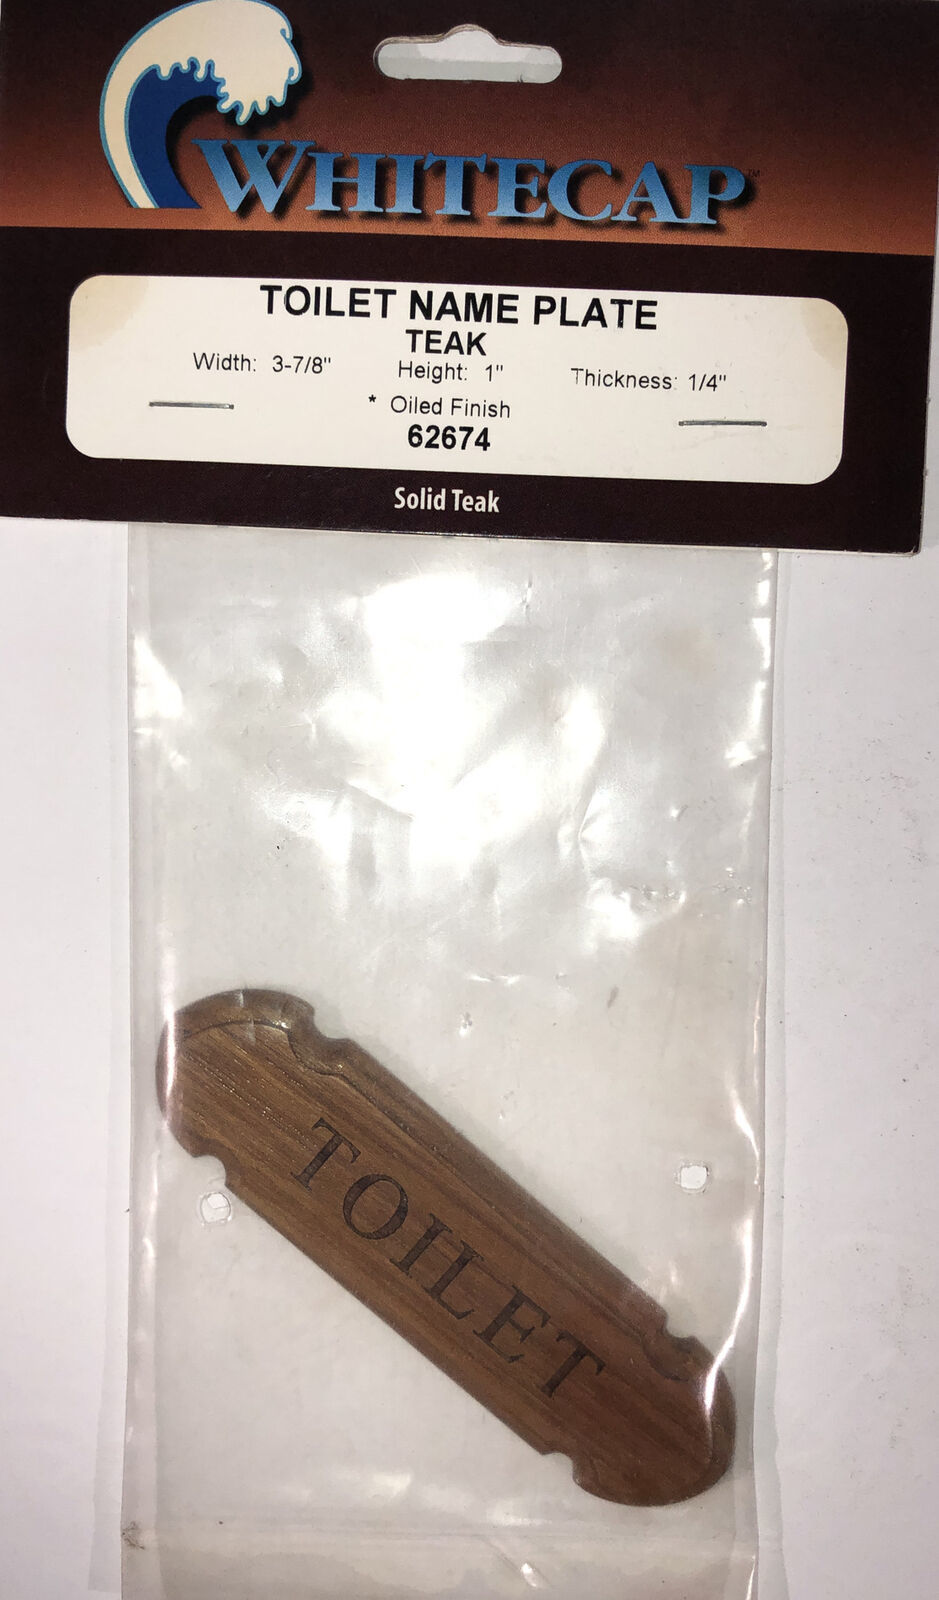 WHITECAP™
TOILET NAME PLATE
TEAK
Width: 3-7/8" Height: 1" Thickness: 1/4"
* Oiled Finish
62674
Solid Teak
TOILET